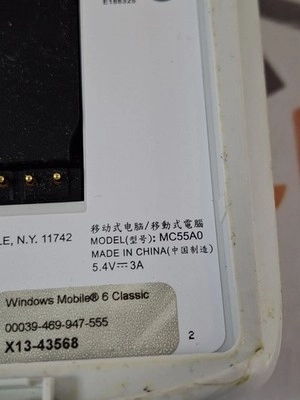 E188325
移动式电脑/移動式電腦
LE, N.Y. 11742
MODEL(型号): MC55A0
MADE IN CHINA(中国制造)
5.4V⎓3A
Windows Mobile® 6 Classic
00039-469-947-555
X13-43568
2